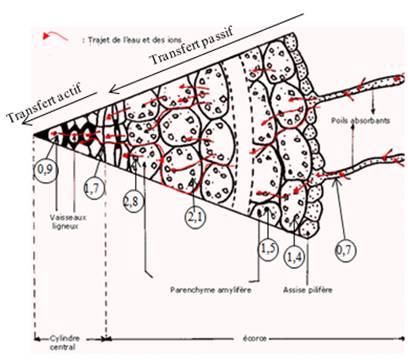 : Trajet de l'eau et des ions
Transfert passif
Transfert actif
Poils absorbants
0,9
Vaisseaux
ligneux
1,7
2,8
2,1
1,5
1,4
0,7
Parenchyme amylifère
Assise pilifère
Cylindre
central
écorce